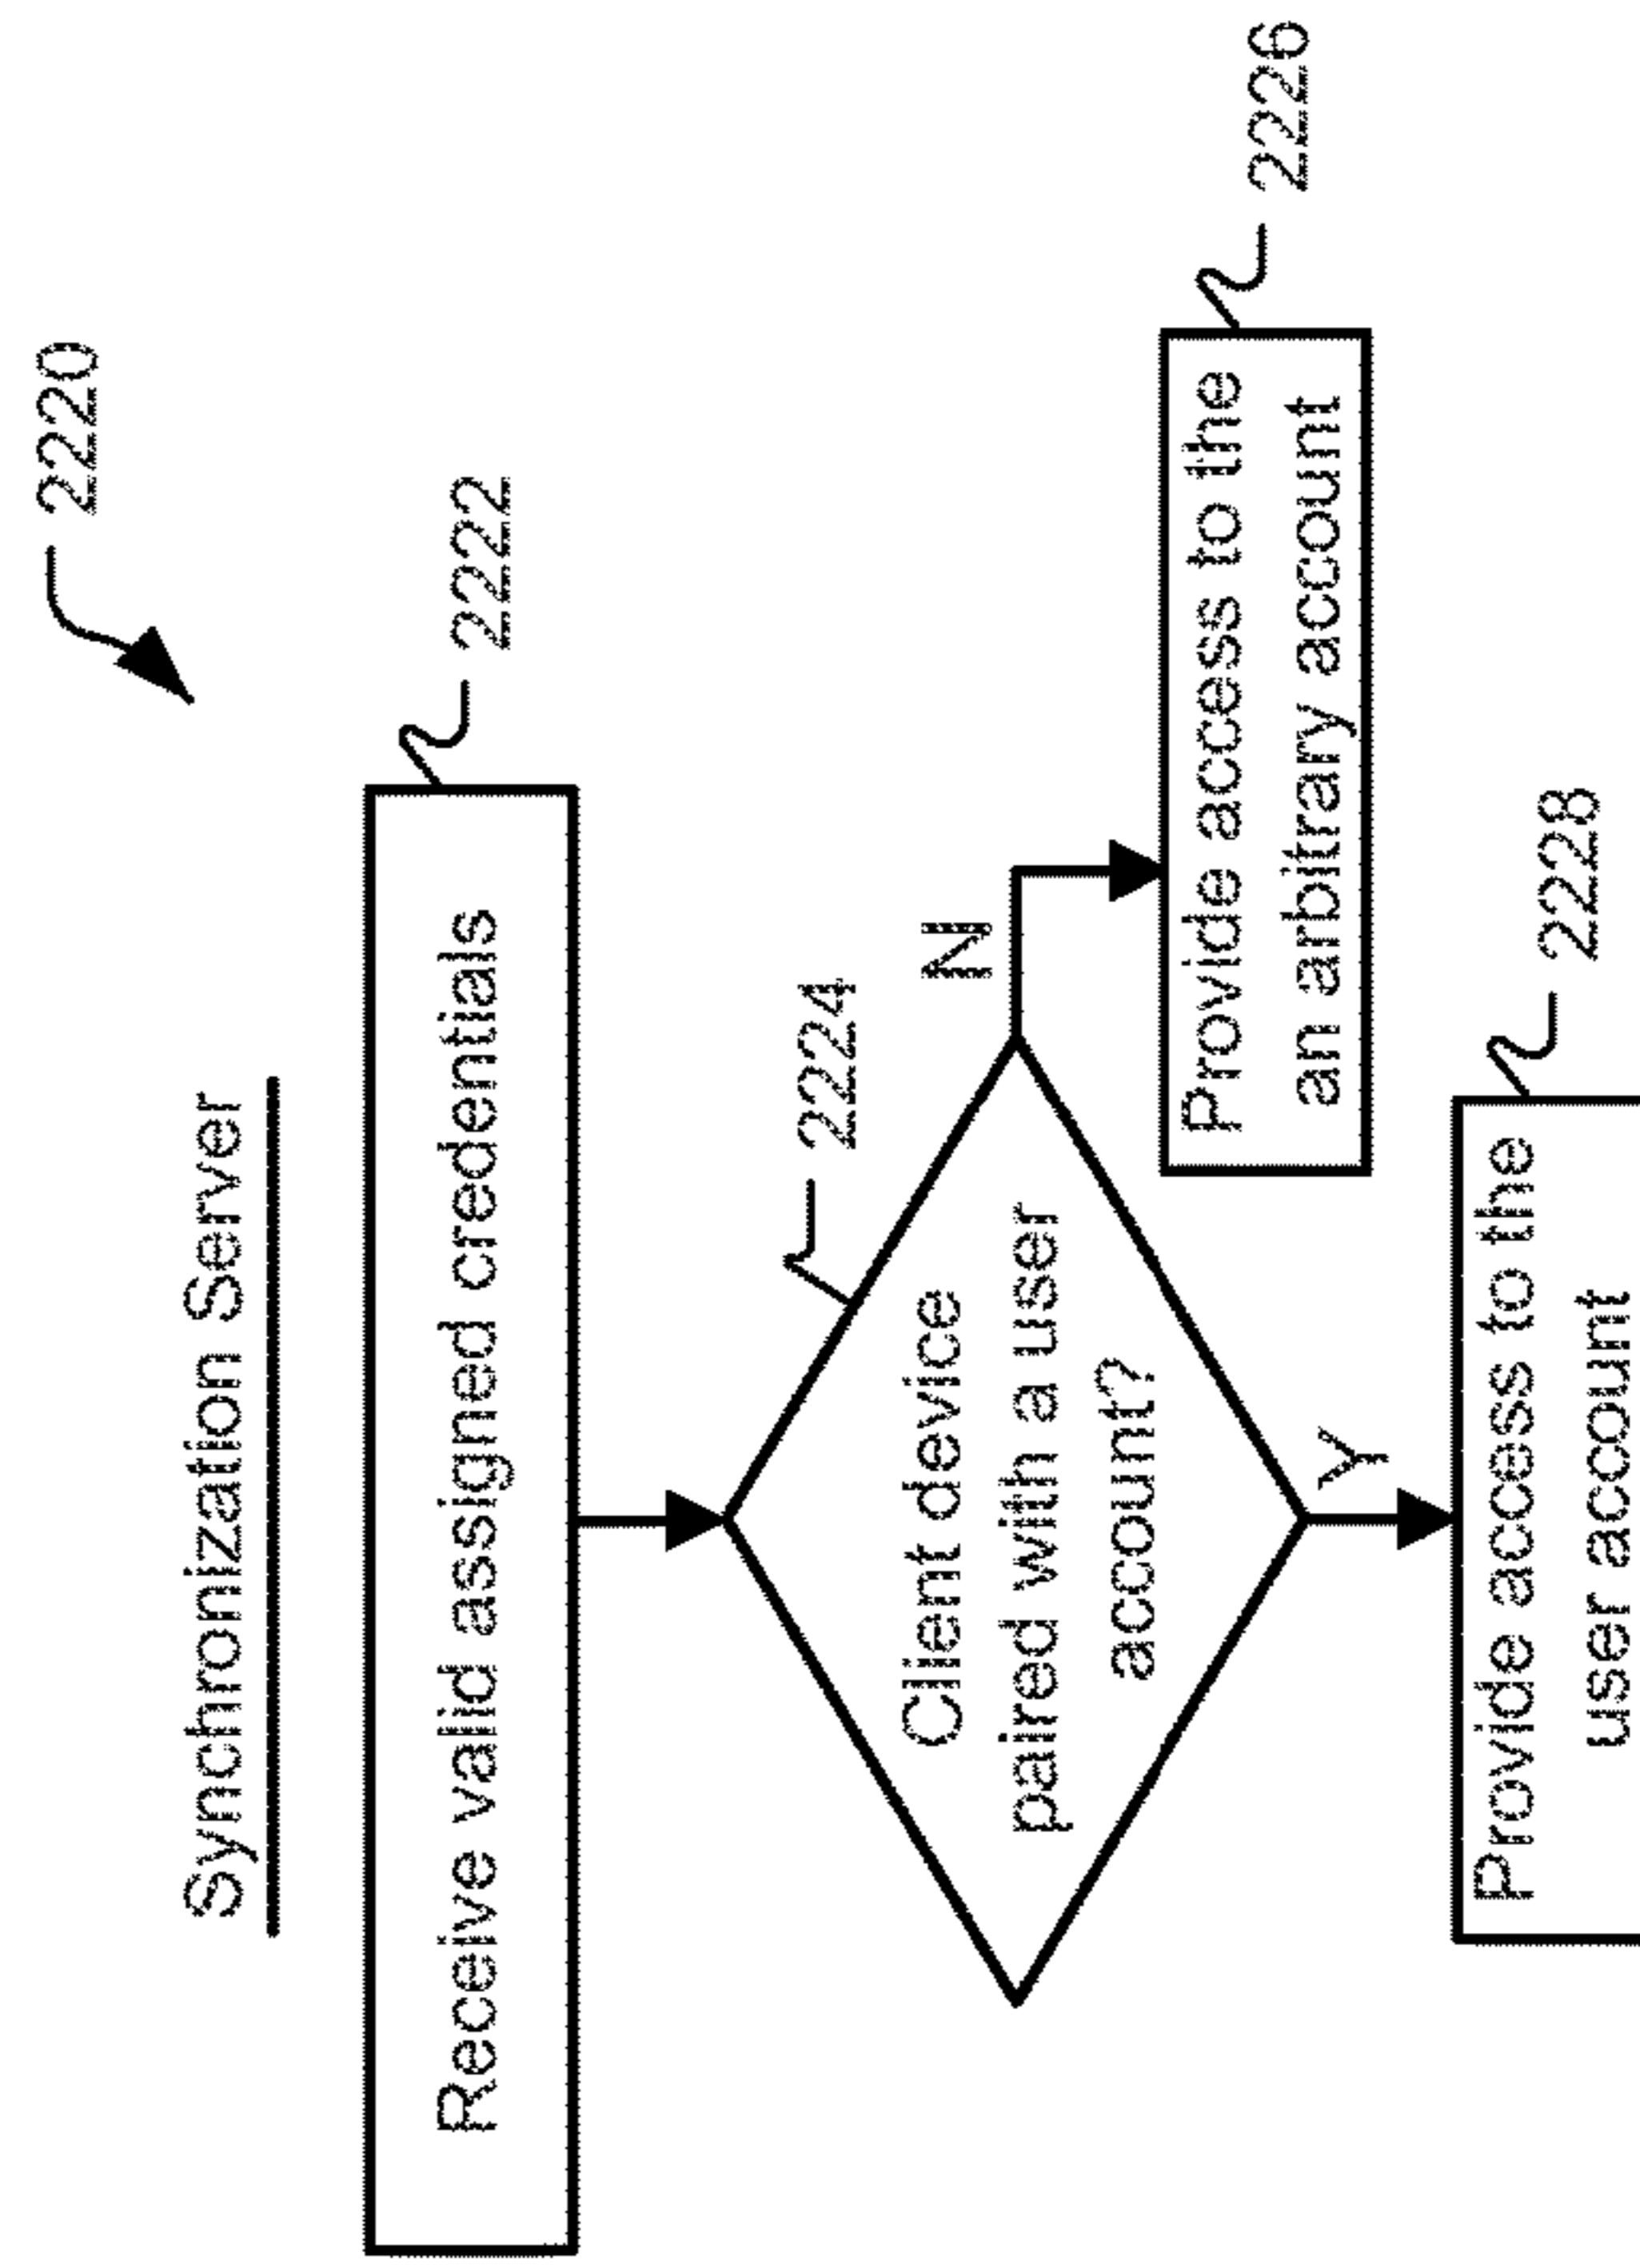 2220
Synchronization Server
2222
Receive valid assigned credentials
2224
Client device
paired with a user
account?
N
2226
Provide access to the
an arbitrary account
Y
2228
Provide access to the
user account